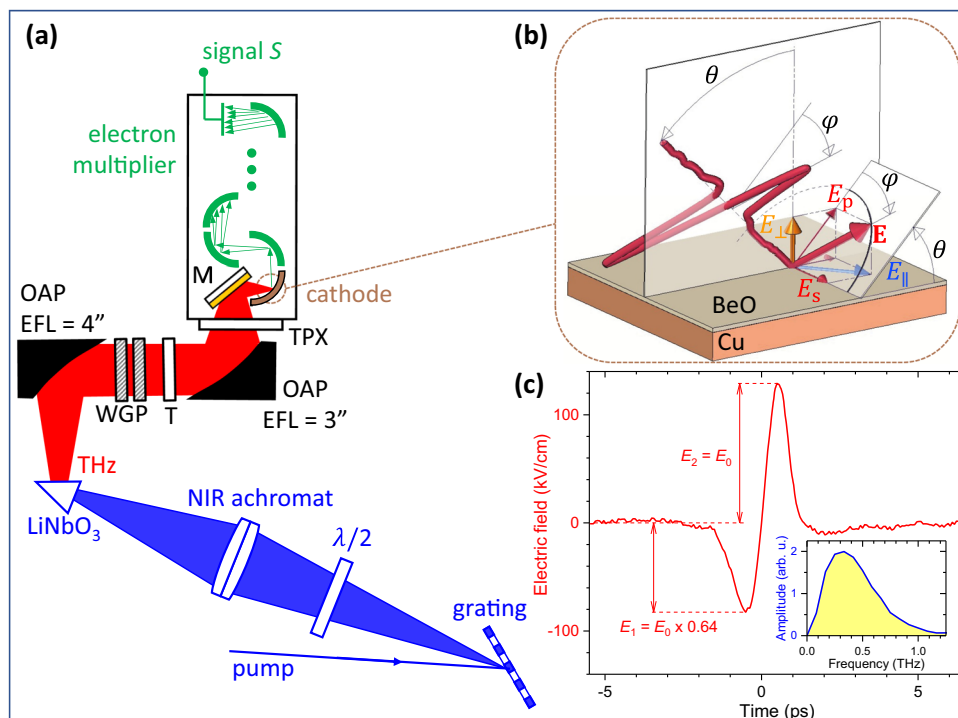 (a)
signal S
electron
multiplier
M
cathode
OAP
EFL = 4”
TPX
WGP
T
OAP
EFL = 3”
THz
LiNbO₃
NIR achromat
λ/2
grating
pump
(b)
θ
φ
φ
Eₚ
E⊥
E
E∥
Eₛ
θ
BeO
Cu
(c)
Electric field (kV/cm)
100
0
-100
E₂ = E₀
E₁ = E₀ x 0.64
-5
0
5
Time (ps)
Amplitude (arb. u.)
2
1
0
0.0
0.5
1.0
Frequency (THz)